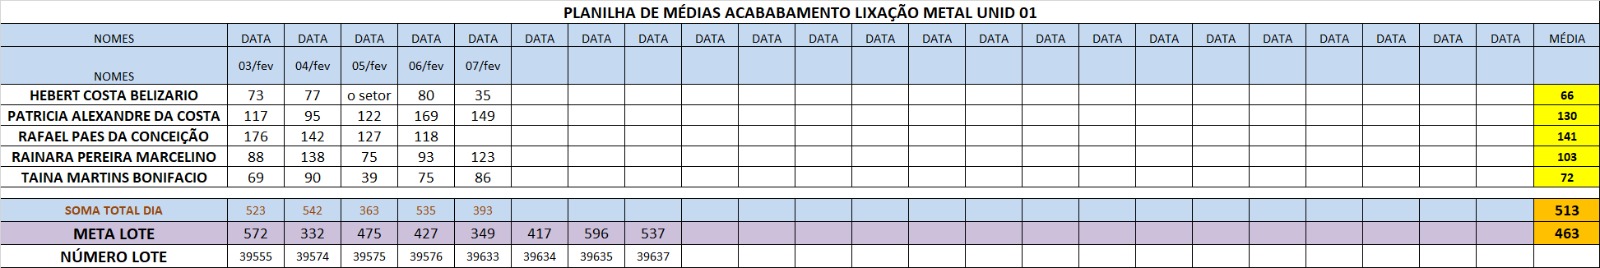 PLANILHA DE MÉDIAS ACABABAMENTO LIXAÇÃO METAL UNID 01
NOMES DATA DATA DATA DATA DATA DATA DATA DATA DATA DATA DATA DATA DATA DATA DATA DATA DATA DATA DATA DATA DATA DATA DATA MÉDIA
NOMES 03/fev 04/fev 05/fev 06/fev 07/fev
HEBERT COSTA BELIZARIO 73 77 o setor 80 35 66
PATRICIA ALEXANDRE DA COSTA 117 95 122 169 149 130
RAFAEL PAES DA CONCEIÇÃO 176 142 127 118 141
RAINARA PEREIRA MARCELINO 88 138 75 93 123 103
TAINA MARTINS BONIFACIO 69 90 39 75 86 72
SOMA TOTAL DIA 523 542 363 535 393 513
META LOTE 572 332 475 427 349 417 596 537 463
NÚMERO LOTE 39555 39574 39575 39576 39633 39634 39635 39637